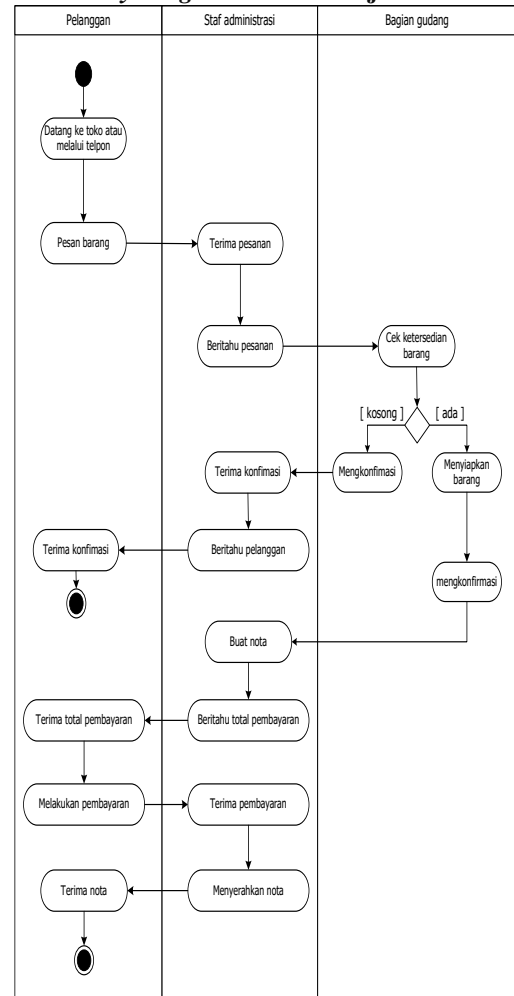 Pelanggan
Staf administrasi
Bagian gudang
Datang ke toko atau
melalui telpon
Pesan barang
Terima pesanan
Beritahu pesanan
Cek ketersedian
barang
[ kosong ]
[ ada ]
Terima konfimasi
Mengkonfimasi
Menyiapkan
barang
Terima konfimasi
Beritahu pelanggan
mengkonfirmasi
Buat nota
Terima total pembayaran
Beritahu total pembayaran
Melakukan pembayaran
Terima pembayaran
Terima nota
Menyerahkan nota